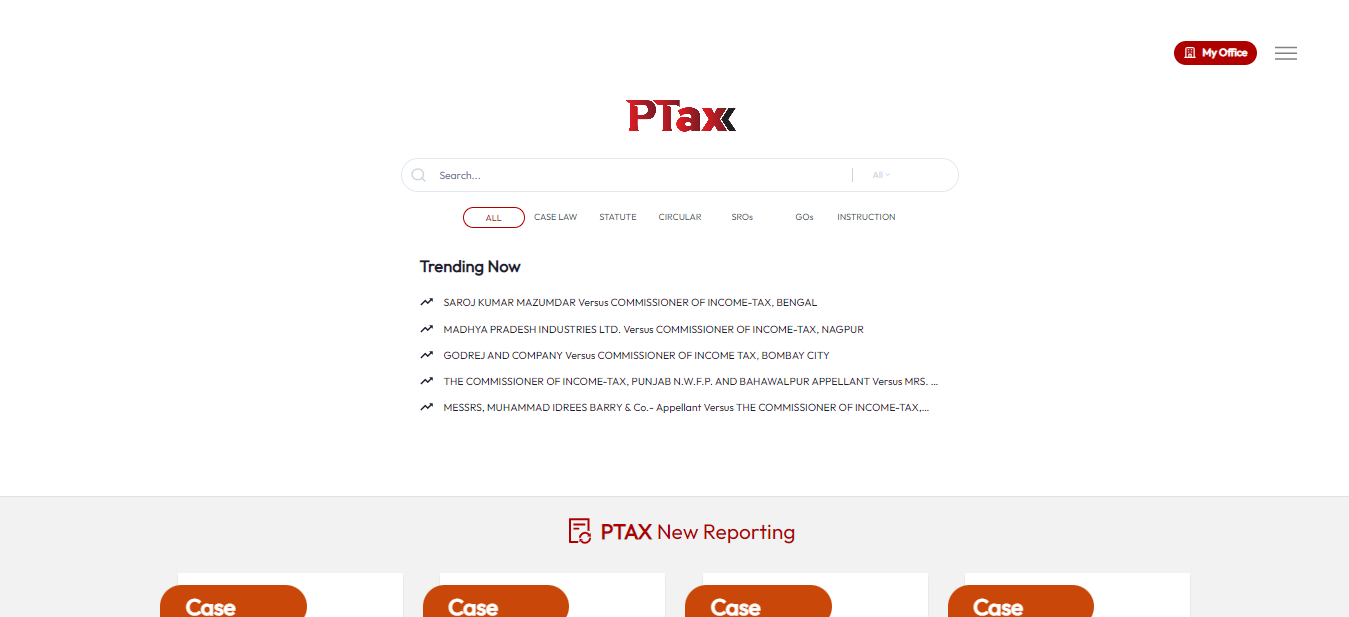 My Office
PTax
Search...
All
ALL CASE LAW STATUTE CIRCULAR SROs GOs INSTRUCTION
Trending Now
SAROJ KUMAR MAZUMDAR Versus COMMISSIONER OF INCOME-TAX, BENGAL
MADHYA PRADESH INDUSTRIES LTD. Versus COMMISSIONER OF INCOME-TAX, NAGPUR
GODREJ AND COMPANY Versus COMMISSIONER OF INCOME TAX, BOMBAY CITY
THE COMMISSIONER OF INCOME-TAX, PUNJAB N.W.F.P. AND BAHAWALPUR APPELLANT Versus MRS. ...
MESSRS, MUHAMMAD IDREES BARRY & Co.- Appellant Versus THE COMMISSIONER OF INCOME-TAX,...
PTAX New Reporting
Case Case Case Case